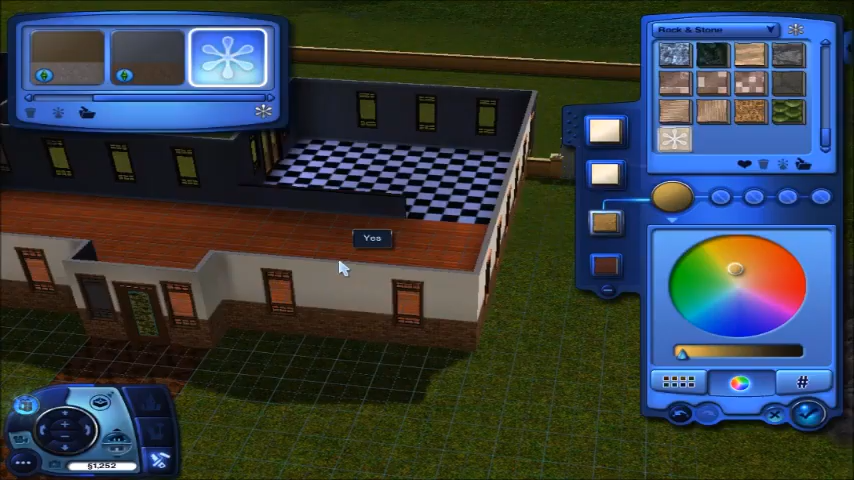 Rock & Stone
Yes
#
§1,252